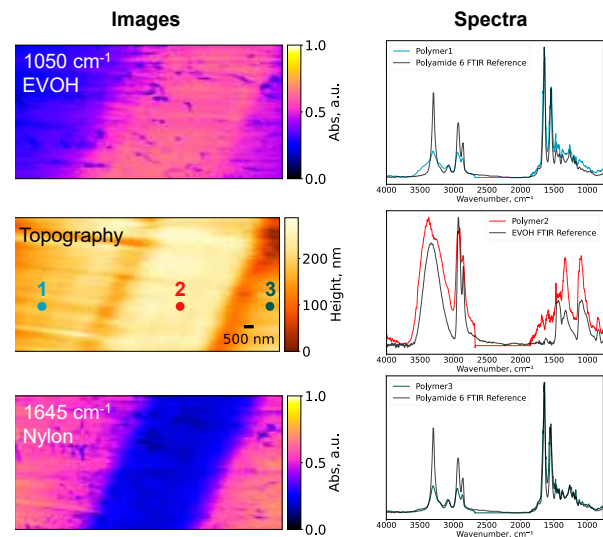 Images
Spectra
1050 cm⁻¹
EVOH
1.0
0.5
0.0
Abs, a.u.
Polymer1
Polyamide 6 FTIR Reference
4000 3500 3000 2500 2000 1500 1000
Wavenumber, cm⁻¹
Topography
1
2
3
500 nm
200
100
0
Height, nm
Polymer2
EVOH FTIR Reference
4000 3500 3000 2500 2000 1500 1000
Wavenumber, cm⁻¹
1645 cm⁻¹
Nylon
1.0
0.5
0.0
Abs, a.u.
Polymer3
Polyamide 6 FTIR Reference
4000 3500 3000 2500 2000 1500 1000
Wavenumber, cm⁻¹